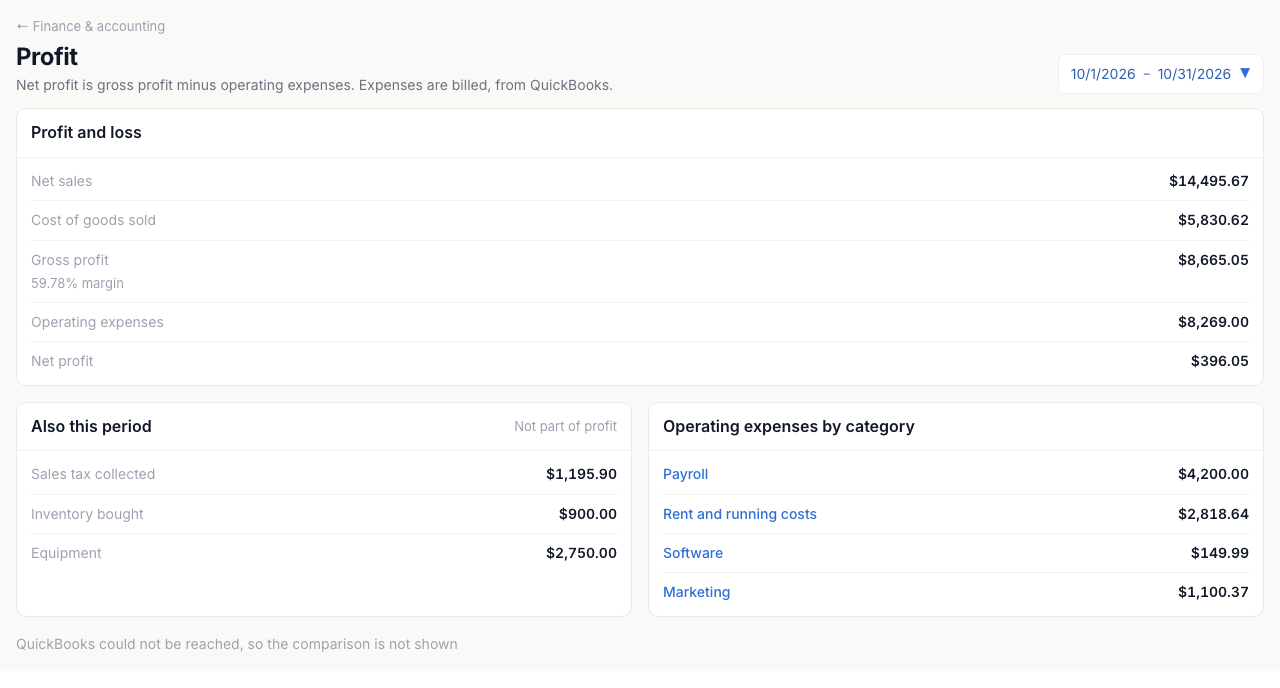 ← Finance & accounting
Profit
Net profit is gross profit minus operating expenses. Expenses are billed, from QuickBooks.
10/1/2026 – 10/31/2026 ▼
Profit and loss
Net sales $14,495.67
Cost of goods sold $5,830.62
Gross profit $8,665.05
59.78% margin
Operating expenses $8,269.00
Net profit $396.05
Also this period Not part of profit
Sales tax collected $1,195.90
Inventory bought $900.00
Equipment $2,750.00
Operating expenses by category
Payroll $4,200.00
Rent and running costs $2,818.64
Software $149.99
Marketing $1,100.37
QuickBooks could not be reached, so the comparison is not shown